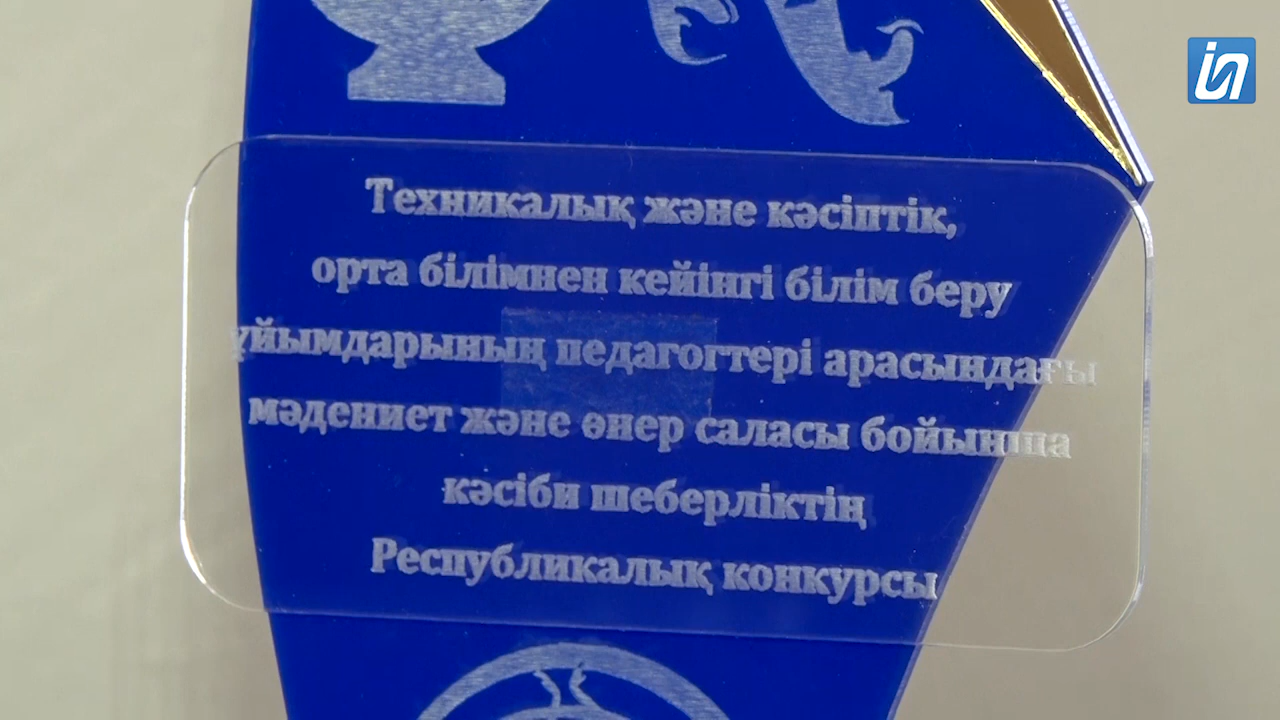 Техникалық және кәсіптік,
орта білімнен кейінгі білім беру
ұйымдарының педагогтері арасындағы
мәдениет және өнер саласы бойынша
кәсіби шеберліктің
Республикалық конкурсы